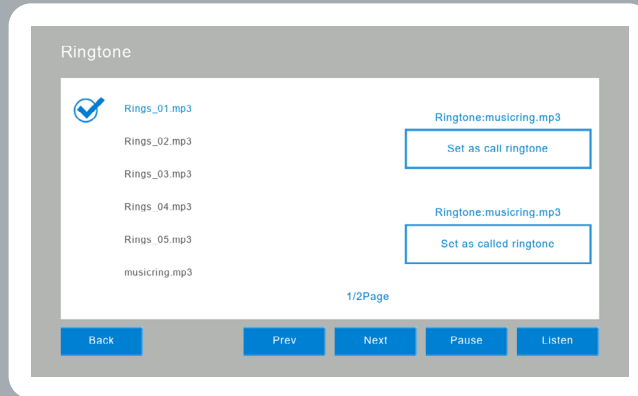 Ringtone
Rings_01.mp3
Rings_02.mp3
Rings_03.mp3
Rings_04.mp3
Rings_05.mp3
musicring.mp3
Ringtone:musicring.mp3
Set as call ringtone
Ringtone:musicring.mp3
Set as called ringtone
1/2Page
Back
Prev
Next
Pause
Listen